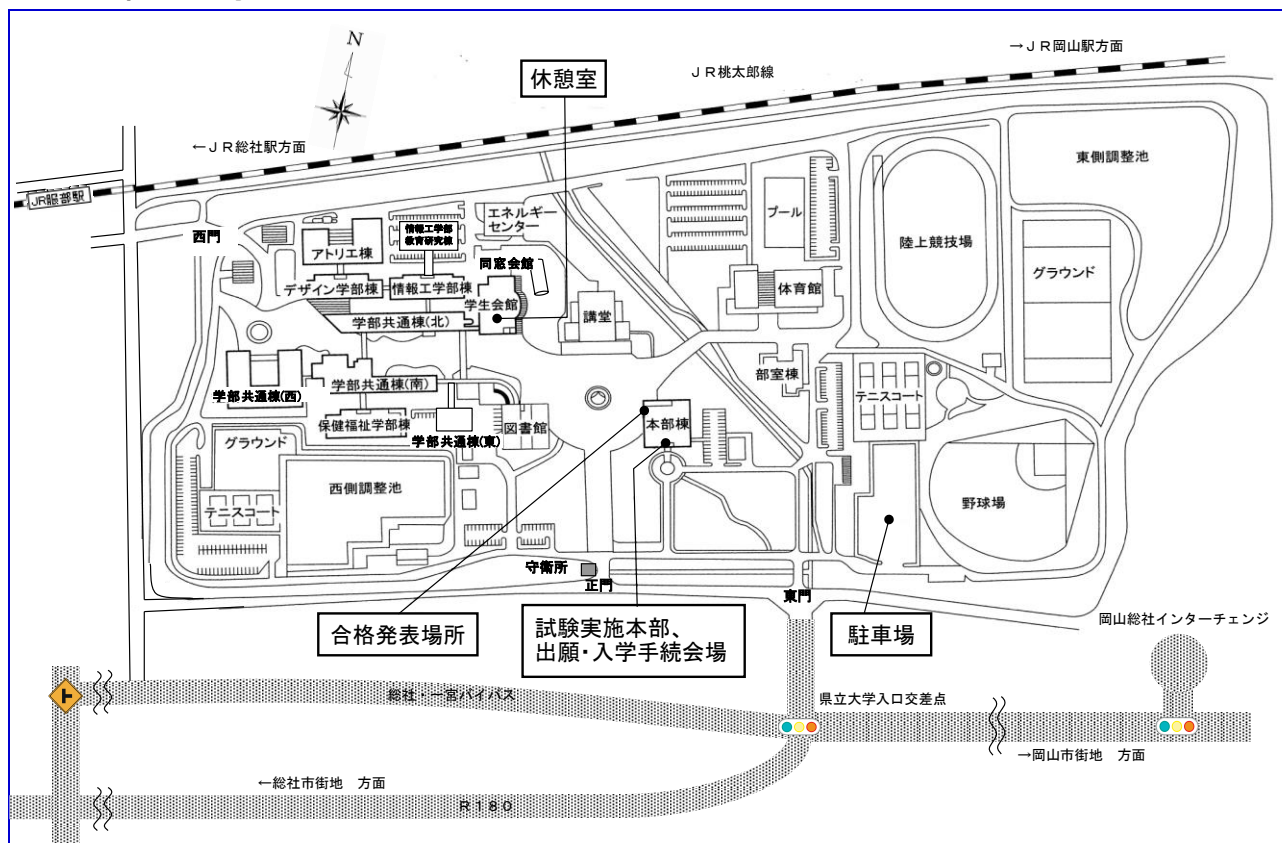 N
→ＪＲ岡山駅方面
ＪＲ桃太郎線
休憩室
←ＪＲ総社駅方面
JR服部駅
西門
アトリエ棟
情報工学部
教育研究棟
エネルギー
センター
同窓会館
デザイン学部棟
情報工学部棟
学生会館
学部共通棟(北)
講堂
プール
体育館
陸上競技場
東側調整池
グラウンド
学部共通棟(西)
学部共通棟(南)
保健福祉学部棟
学部共通棟(東)
図書館
本部棟
部室棟
テニスコート
グラウンド
西側調整池
テニスコート
野球場
守衛所
正門
東門
合格発表場所
試験実施本部、
出願・入学手続会場
駐車場
岡山総社インターチェンジ
総社・一宮バイパス
県立大学入口交差点
→岡山市街地　方面
←総社市街地　方面
Ｒ１８０